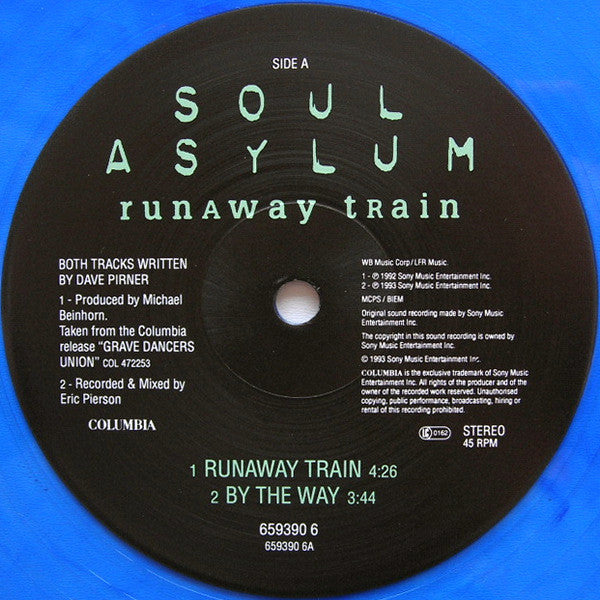 SIDE A
SOUL
ASYLUM
runAway tRain
BOTH TRACKS WRITTEN
BY DAVE PIRNER
1 - Produced by Michael
Beinhorn.
Taken from the Columbia
release "GRAVE DANCERS
UNION" COL 472253
2 - Recorded & Mixed by
Eric Pierson
COLUMBIA
WB Music Corp/LFR Music.
1 - ℗ 1992 Sony Music Entertainment Inc.
2 - ℗ 1993 Sony Music Entertainment Inc.
MCPS / BIEM
Original sound recording made by Sony Music
Entertainment Inc.
The copyright in this sound recording is owned by
Sony Music Entertainment Inc.
© 1993 Sony Music Entertainment Inc.
COLUMBIA is the exclusive trademark of Sony Music
Entertainment Inc. All rights of the producer and of the
owner of the recorded work reserved. Unauthorised
copying, public performance, broadcasting, hiring or
rental of this recording prohibited.
LC 0162 STEREO
45 RPM
1 RUNAWAY TRAIN 4:26
2 BY THE WAY 3:44
659390 6
659390 6A